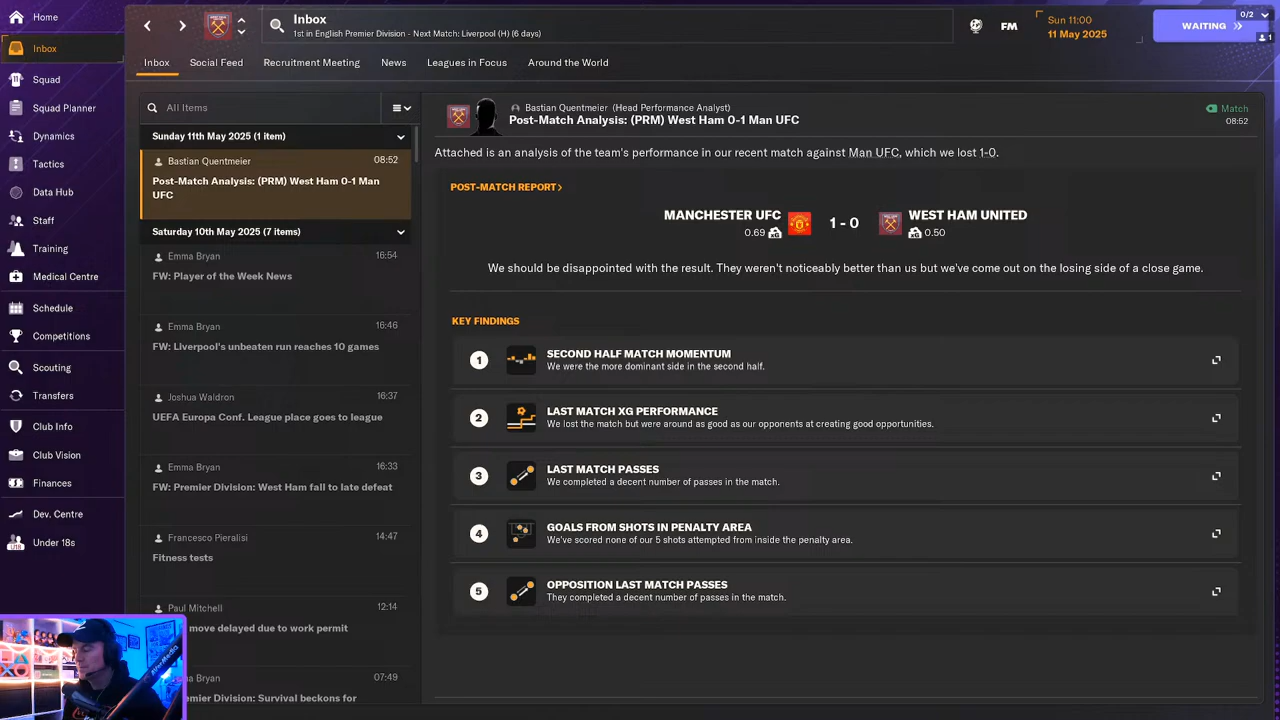 Home
Inbox
Squad
Squad Planner
Dynamics
Tactics
Data Hub
Staff
Training
Medical Centre
Schedule
Competitions
Scouting
Transfers
Club Info
Club Vision
Finances
Dev. Centre
Under 18s
Inbox
1st in English Premier Division - Next Match: Liverpool (H) (6 days)
FM
Sun 11:00
11 May 2025
WAITING
0/2
1
Inbox
Social Feed
Recruitment Meeting
News
Leagues in Focus
Around the World
All Items
Sunday 11th May 2025 (1 item)
Bastian Quentmeier 08:52
Post-Match Analysis: (PRM) West Ham 0-1 Man
UFC
Saturday 10th May 2025 (7 items)
Emma Bryan 16:54
FW: Player of the Week News
Emma Bryan 16:46
FW: Liverpool's unbeaten run reaches 10 games
Joshua Waldron 16:37
UEFA Europa Conf. League place goes to league
Emma Bryan 16:33
FW: Premier Division: West Ham fall to late defeat
Francesco Pieralisi 14:47
Fitness tests
Paul Mitchell 12:14
move delayed due to work permit
Bryan 07:49
Division: Survival beckons for
Bastian Quentmeier (Head Performance Analyst)
Post-Match Analysis: (PRM) West Ham 0-1 Man UFC
Match
08:52
Attached is an analysis of the team's performance in our recent match against Man UFC, which we lost 1-0.
POST-MATCH REPORT
MANCHESTER UFC 1 - 0 WEST HAM UNITED
0.69 xG 0.50 xG
We should be disappointed with the result. They weren't noticeably better than us but we've come out on the losing side of a close game.
KEY FINDINGS
1 SECOND HALF MATCH MOMENTUM
We were the more dominant side in the second half.
2 LAST MATCH XG PERFORMANCE
We lost the match but were around as good as our opponents at creating good opportunities.
3 LAST MATCH PASSES
We completed a decent number of passes in the match.
4 GOALS FROM SHOTS IN PENALTY AREA
We've scored none of our 5 shots attempted from inside the penalty area.
5 OPPOSITION LAST MATCH PASSES
They completed a decent number of passes in the match.
AVerMedia